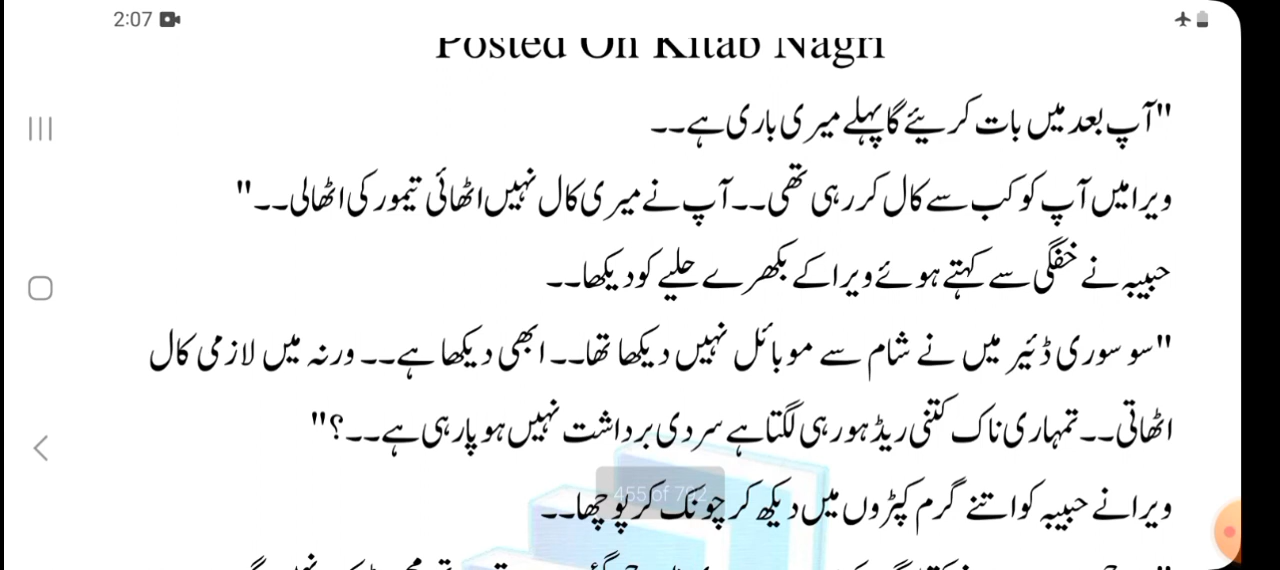 2:07
Posted On Kitab Nagri
"آپ بعد میں بات کریئے گا پہلے میری باری ہے۔۔
ویرا میں آپ کو کب سے کال کر رہی تھی۔۔ آپ نے میری کال نہیں اٹھائی تیمور کی اٹھالی۔۔"
حبیبہ نے خفگی سے کہتے ہوئے ویرا کے بکھرے حلیے کو دیکھا۔۔
"سو سوری ڈئیر میں نے شام سے موبائل نہیں دیکھا تھا۔۔ ابھی دیکھا ہے۔۔ ورنہ میں لازمی کال
اٹھاتی۔۔ تمہاری ناک کتنی ریڈ ہو رہی لگتا ہے سردی برداشت نہیں ہو پا رہی ہے۔۔؟"
455 of 792
ویرا نے حبیبہ کو اتنے گرم کپڑوں میں دیکھ کر چونک کر پوچھا۔۔